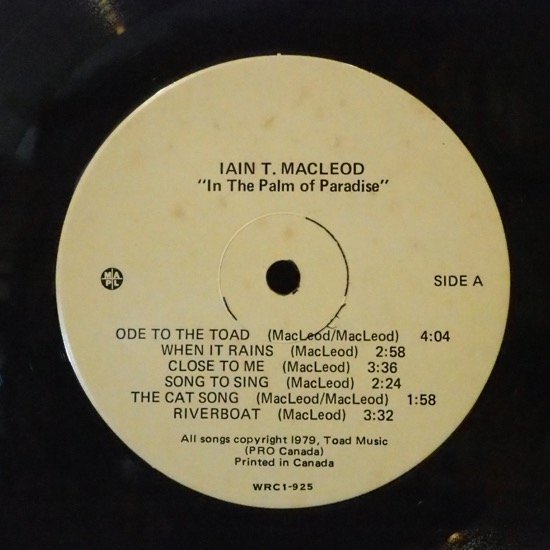 IAIN T. MACLEOD
"In The Palm of Paradise"
M A
P L
SIDE A
ODE TO THE TOAD (MacLeod/MacLeod) 4:04
WHEN IT RAINS (MacLeod) 2:58
CLOSE TO ME (MacLeod) 3:36
SONG TO SING (MacLeod) 2:24
THE CAT SONG (MacLeod/MacLeod) 1:58
RIVERBOAT (MacLeod) 3:32
All songs copyright 1979, Toad Music
(PRO Canada)
Printed in Canada
WRC1-925